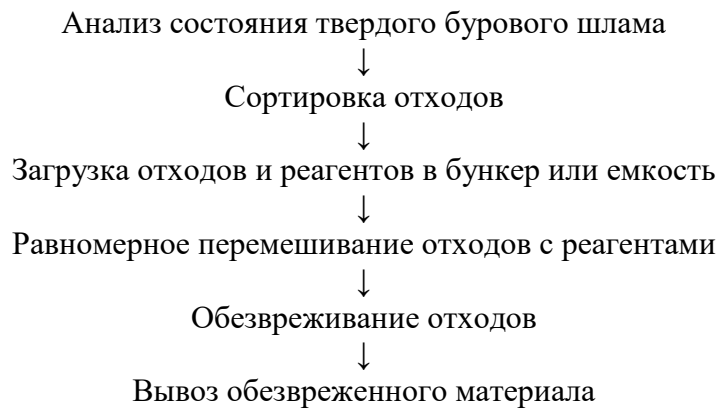 Анализ состояния твердого бурового шлама
↓
Сортировка отходов
↓
Загрузка отходов и реагентов в бункер или емкость
↓
Равномерное перемешивание отходов с реагентами
↓
Обезвреживание отходов
↓
Вывоз обезвреженного материала